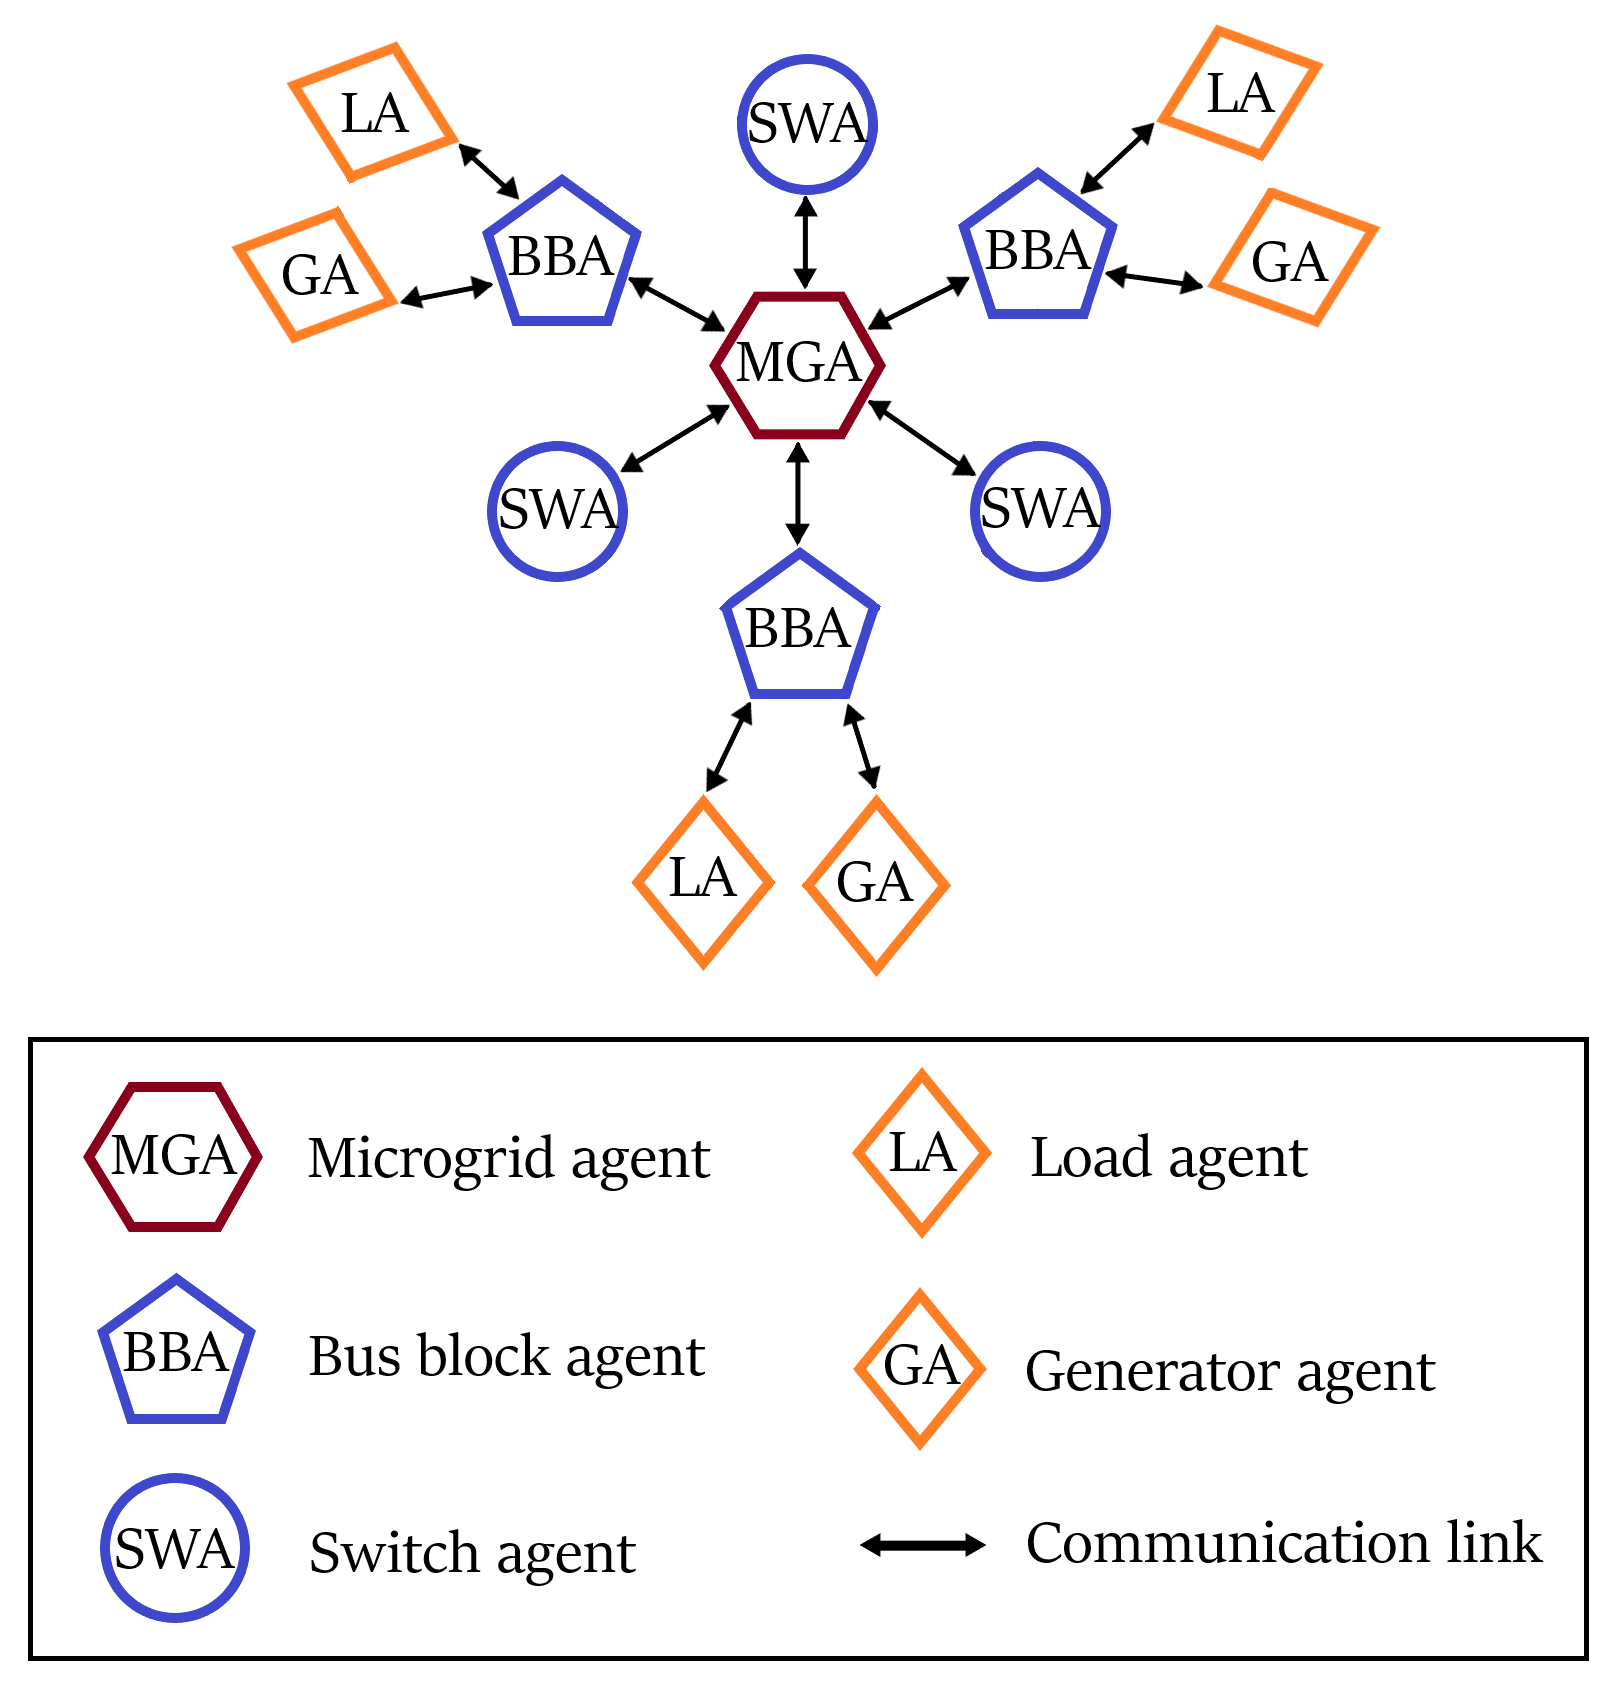 LA
SWA
LA
BBA
BBA
GA
GA
MGA
SWA
SWA
BBA
LA
GA
MGA Microgrid agent
LA Load agent
BBA Bus block agent
GA Generator agent
SWA Switch agent
Communication link